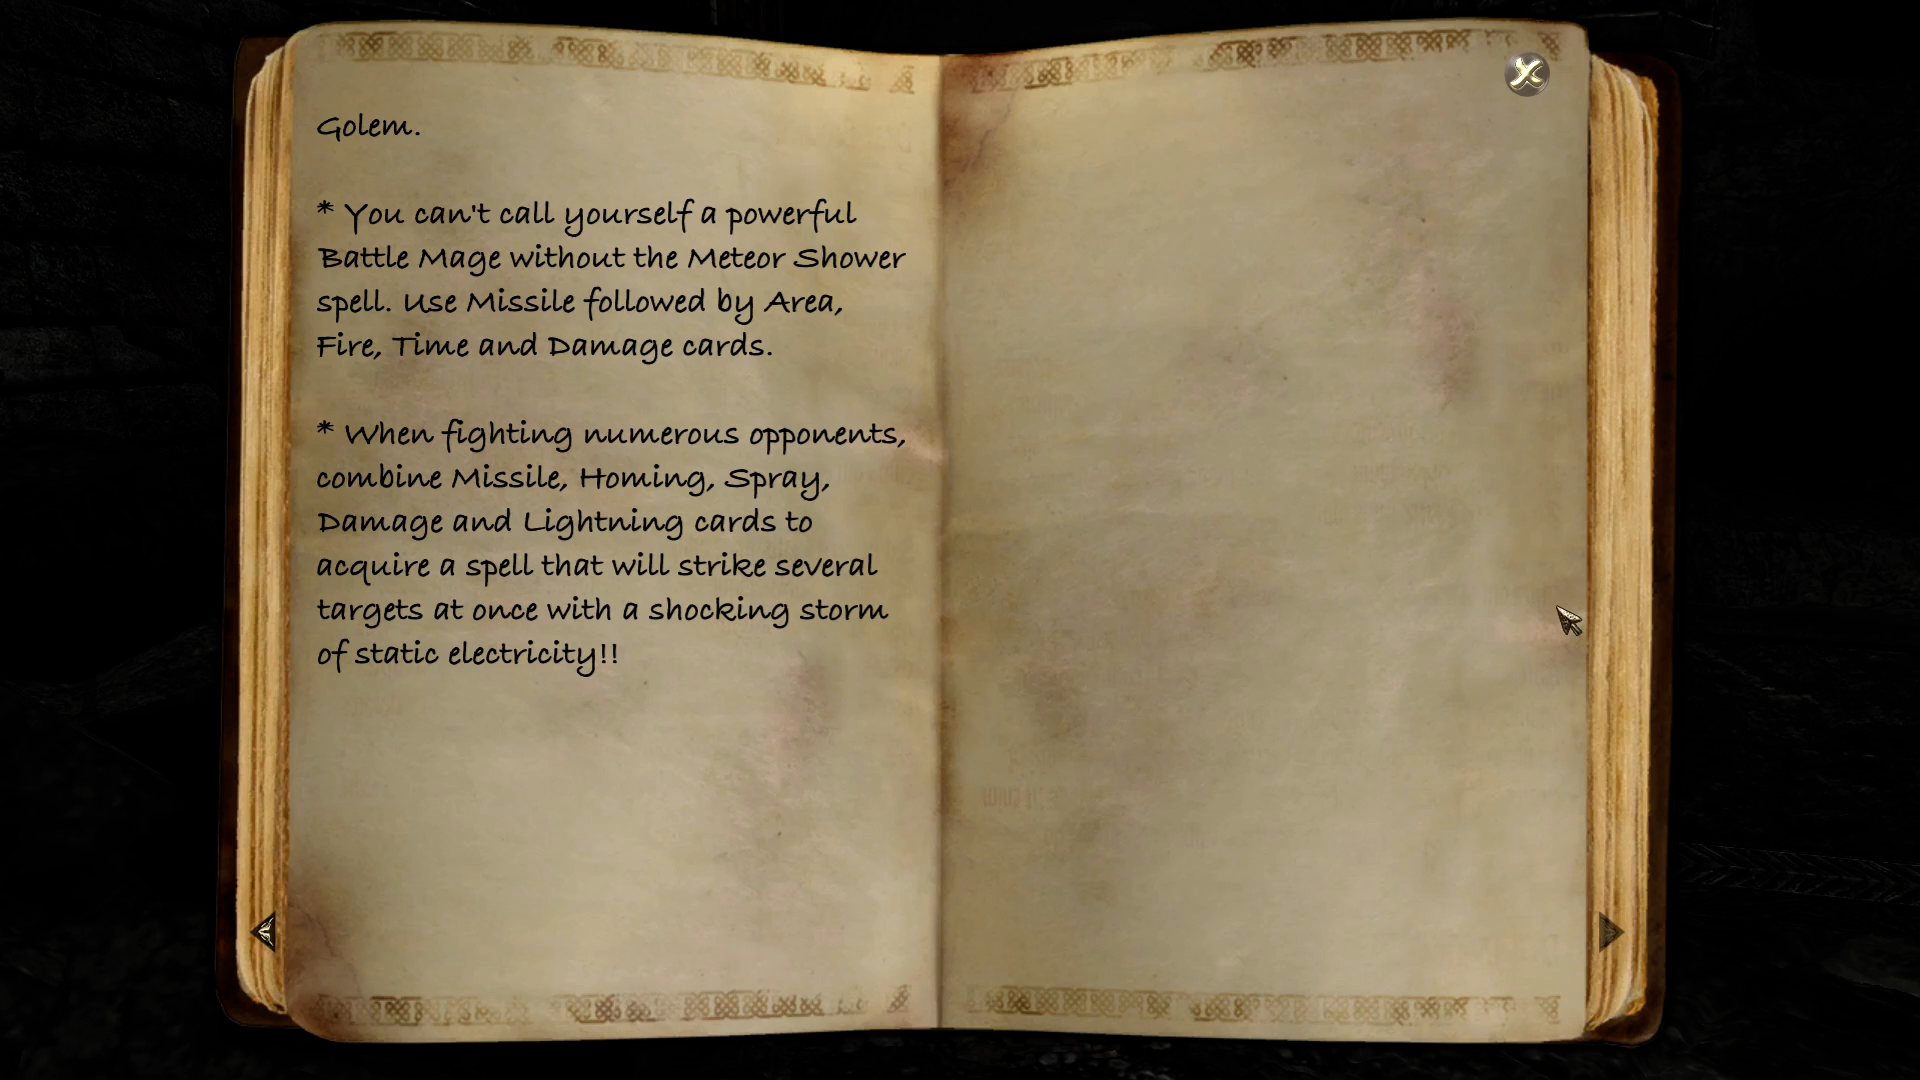 Golem.
* You can't call yourself a powerful
Battle Mage without the Meteor Shower
spell. Use Missile followed by Area,
Fire, Time and Damage cards.
* When fighting numerous opponents,
combine Missile, Homing, Spray,
Damage and Lightning cards to
acquire a spell that will strike several
targets at once with a shocking storm
of static electricity!!